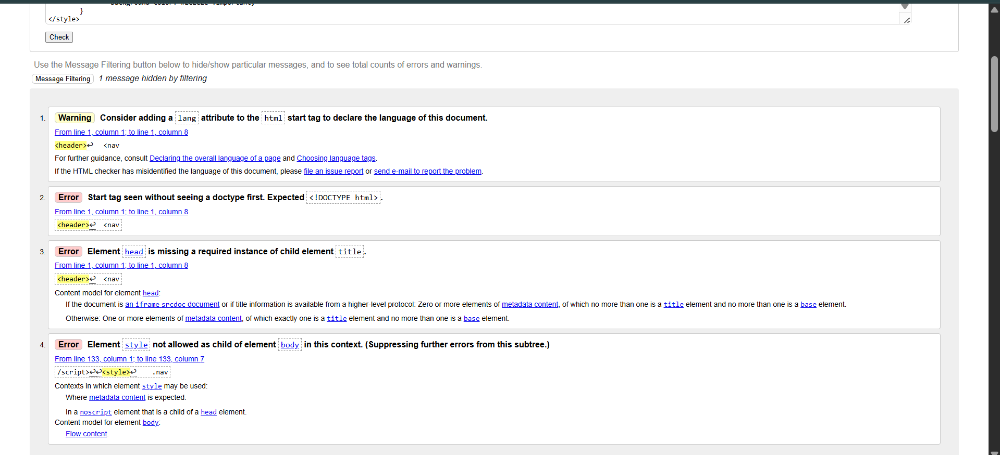 background-color: #2e2e2e !important;
}
</style>
Check
Use the Message Filtering button below to hide/show particular messages, and to see total counts of errors and warnings.
Message Filtering 1 message hidden by filtering
1. Warning Consider adding a lang attribute to the html start tag to declare the language of this document.
From line 1, column 1; to line 1, column 8
<header>↩ <nav
For further guidance, consult Declaring the overall language of a page and Choosing language tags.
If the HTML checker has misidentified the language of this document, please file an issue report or send e-mail to report the problem.
2. Error Start tag seen without seeing a doctype first. Expected <!DOCTYPE html>.
From line 1, column 1; to line 1, column 8
<header>↩ <nav
3. Error Element head is missing a required instance of child element title.
From line 1, column 1; to line 1, column 8
<header>↩ <nav
Content model for element head:
If the document is an iframe srcdoc document or if title information is available from a higher-level protocol: Zero or more elements of metadata content, of which no more than one is a title element and no more than one is a base element.
Otherwise: One or more elements of metadata content, of which exactly one is a title element and no more than one is a base element.
4. Error Element style not allowed as child of element body in this context. (Suppressing further errors from this subtree.)
From line 133, column 1; to line 133, column 7
/script>↩↩<style>↩ .nav
Contexts in which element style may be used:
Where metadata content is expected.
In a noscript element that is a child of a head element.
Content model for element body:
Flow content.